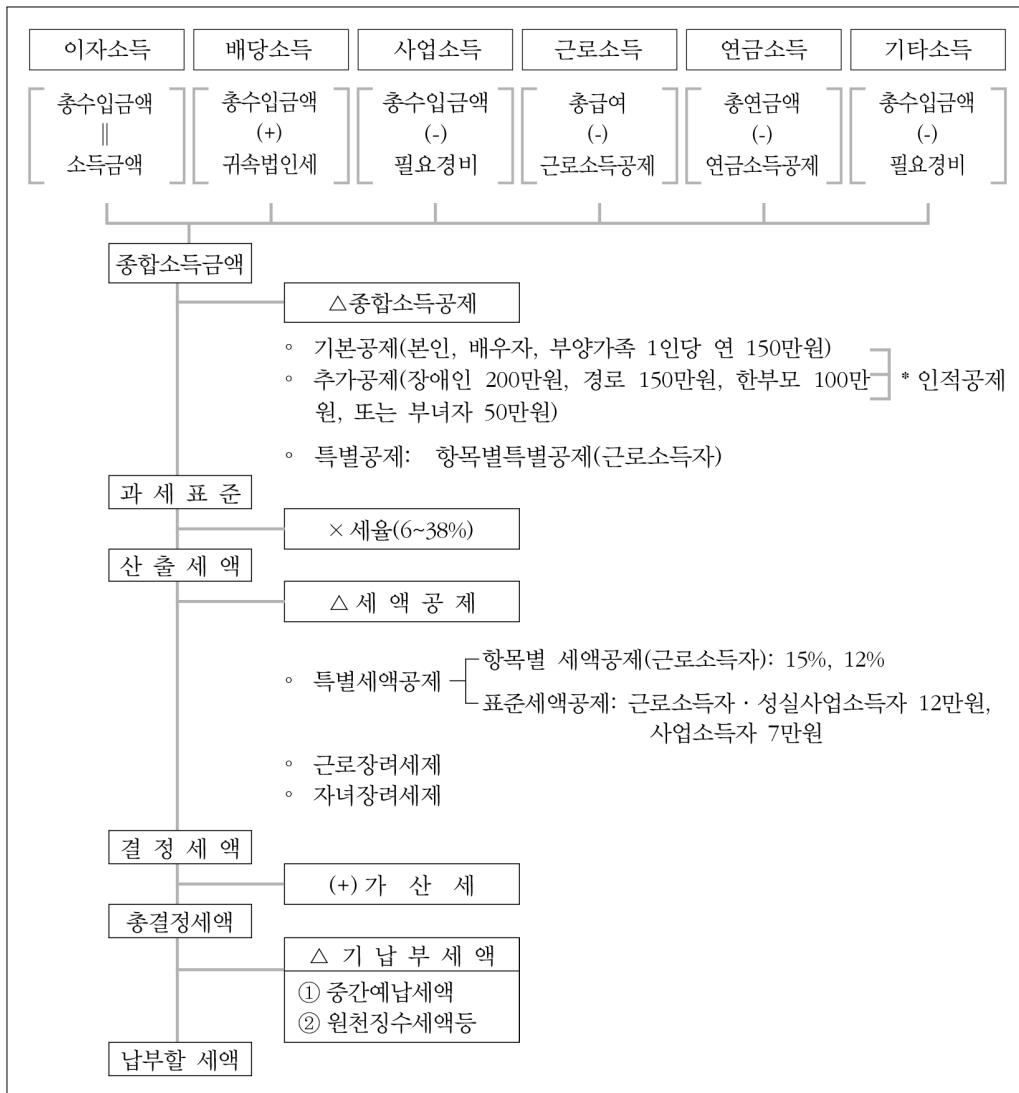 이자소득 배당소득 사업소득 근로소득 연금소득 기타소득
총수입금액 총수입금액 총수입금액 총급여 총연금액 총수입금액
∥ (+) (-) (-) (-) (-)
소득금액 귀속법인세 필요경비 근로소득공제 연금소득공제 필요경비
종합소득금액
△종합소득공제
◦ 기본공제(본인, 배우자, 부양가족 1인당 연 150만원)
◦ 추가공제(장애인 200만원, 경로 150만원, 한부모 100만 * 인적공제
원, 또는 부녀자 50만원)
◦ 특별공제: 항목별특별공제(근로소득자)
과 세 표 준
× 세율(6~38%)
산 출 세 액
△ 세 액 공 제
항목별 세액공제(근로소득자): 15%, 12%
◦ 특별세액공제
표준세액공제: 근로소득자 · 성실사업소득자 12만원,
사업소득자 7만원
◦ 근로장려세제
◦ 자녀장려세제
결 정 세 액
(+) 가 산 세
총결정세액
△ 기 납 부 세 액
① 중간예납세액
② 원천징수세액등
납부할 세액